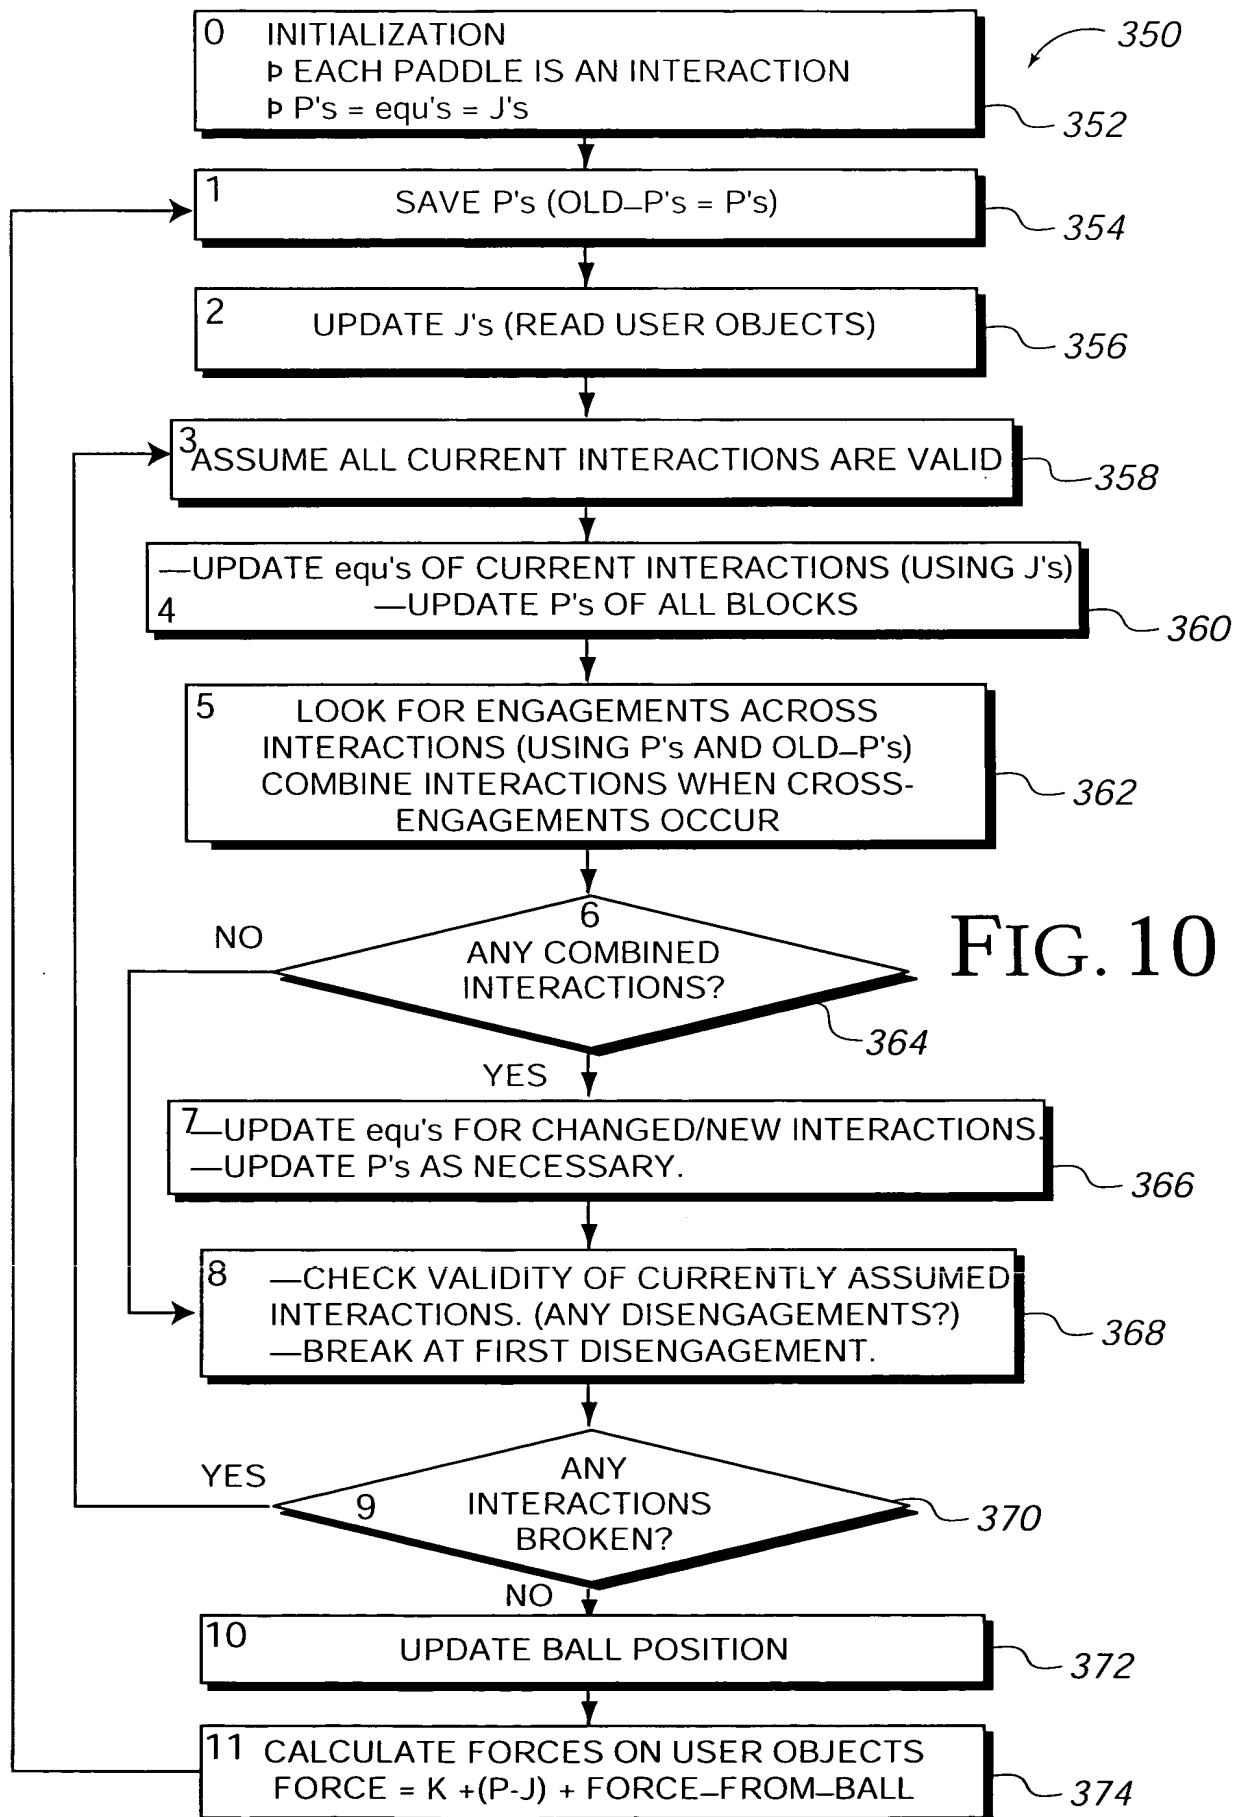 0 INITIALIZATION
Þ EACH PADDLE IS AN INTERACTION
Þ P's = equ's = J's
350
352
1 SAVE P's (OLD_P's = P's)
354
2 UPDATE J's (READ USER OBJECTS)
356
3 ASSUME ALL CURRENT INTERACTIONS ARE VALID
358
—UPDATE equ's OF CURRENT INTERACTIONS (USING J's)
4 —UPDATE P's OF ALL BLOCKS
360
5 LOOK FOR ENGAGEMENTS ACROSS
INTERACTIONS (USING P's AND OLD_P's)
COMBINE INTERACTIONS WHEN CROSS-
ENGAGEMENTS OCCUR
362
6
ANY COMBINED
INTERACTIONS?
NO
364
FIG. 10
YES
7 —UPDATE equ's FOR CHANGED/NEW INTERACTIONS.
—UPDATE P's AS NECESSARY.
366
8 —CHECK VALIDITY OF CURRENTLY ASSUMED
INTERACTIONS. (ANY DISENGAGEMENTS?)
—BREAK AT FIRST DISENGAGEMENT.
368
YES
9
ANY
INTERACTIONS
BROKEN?
370
NO
10 UPDATE BALL POSITION
372
11 CALCULATE FORCES ON USER OBJECTS
FORCE = K +(P-J) + FORCE_FROM_BALL
374